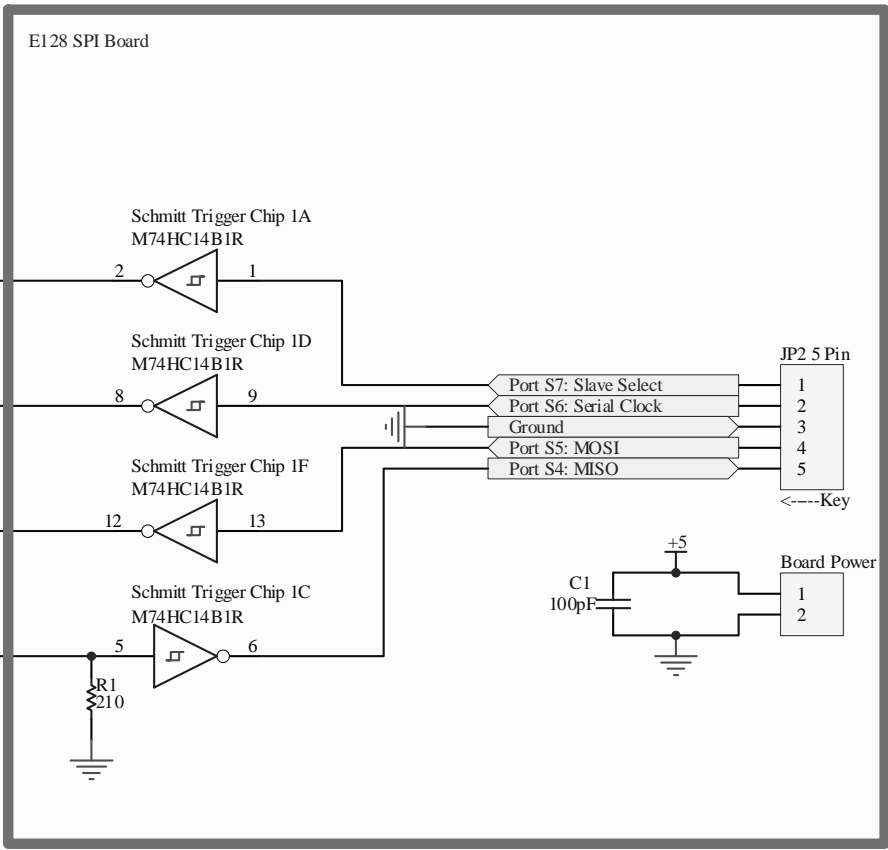 E128 SPI Board
Schmitt Trigger Chip 1A
M74HC14B1R
2
1
Schmitt Trigger Chip 1D
M74HC14B1R
8
9
Schmitt Trigger Chip 1F
M74HC14B1R
12
13
Schmitt Trigger Chip 1C
M74HC14B1R
5
6
R1
210
JP2 5 Pin
Port S7: Slave Select
1
Port S6: Serial Clock
2
Ground
3
Port S5: MOSI
4
Port S4: MISO
5
<-----Key
+5
C1
100pF
Board Power
1
2